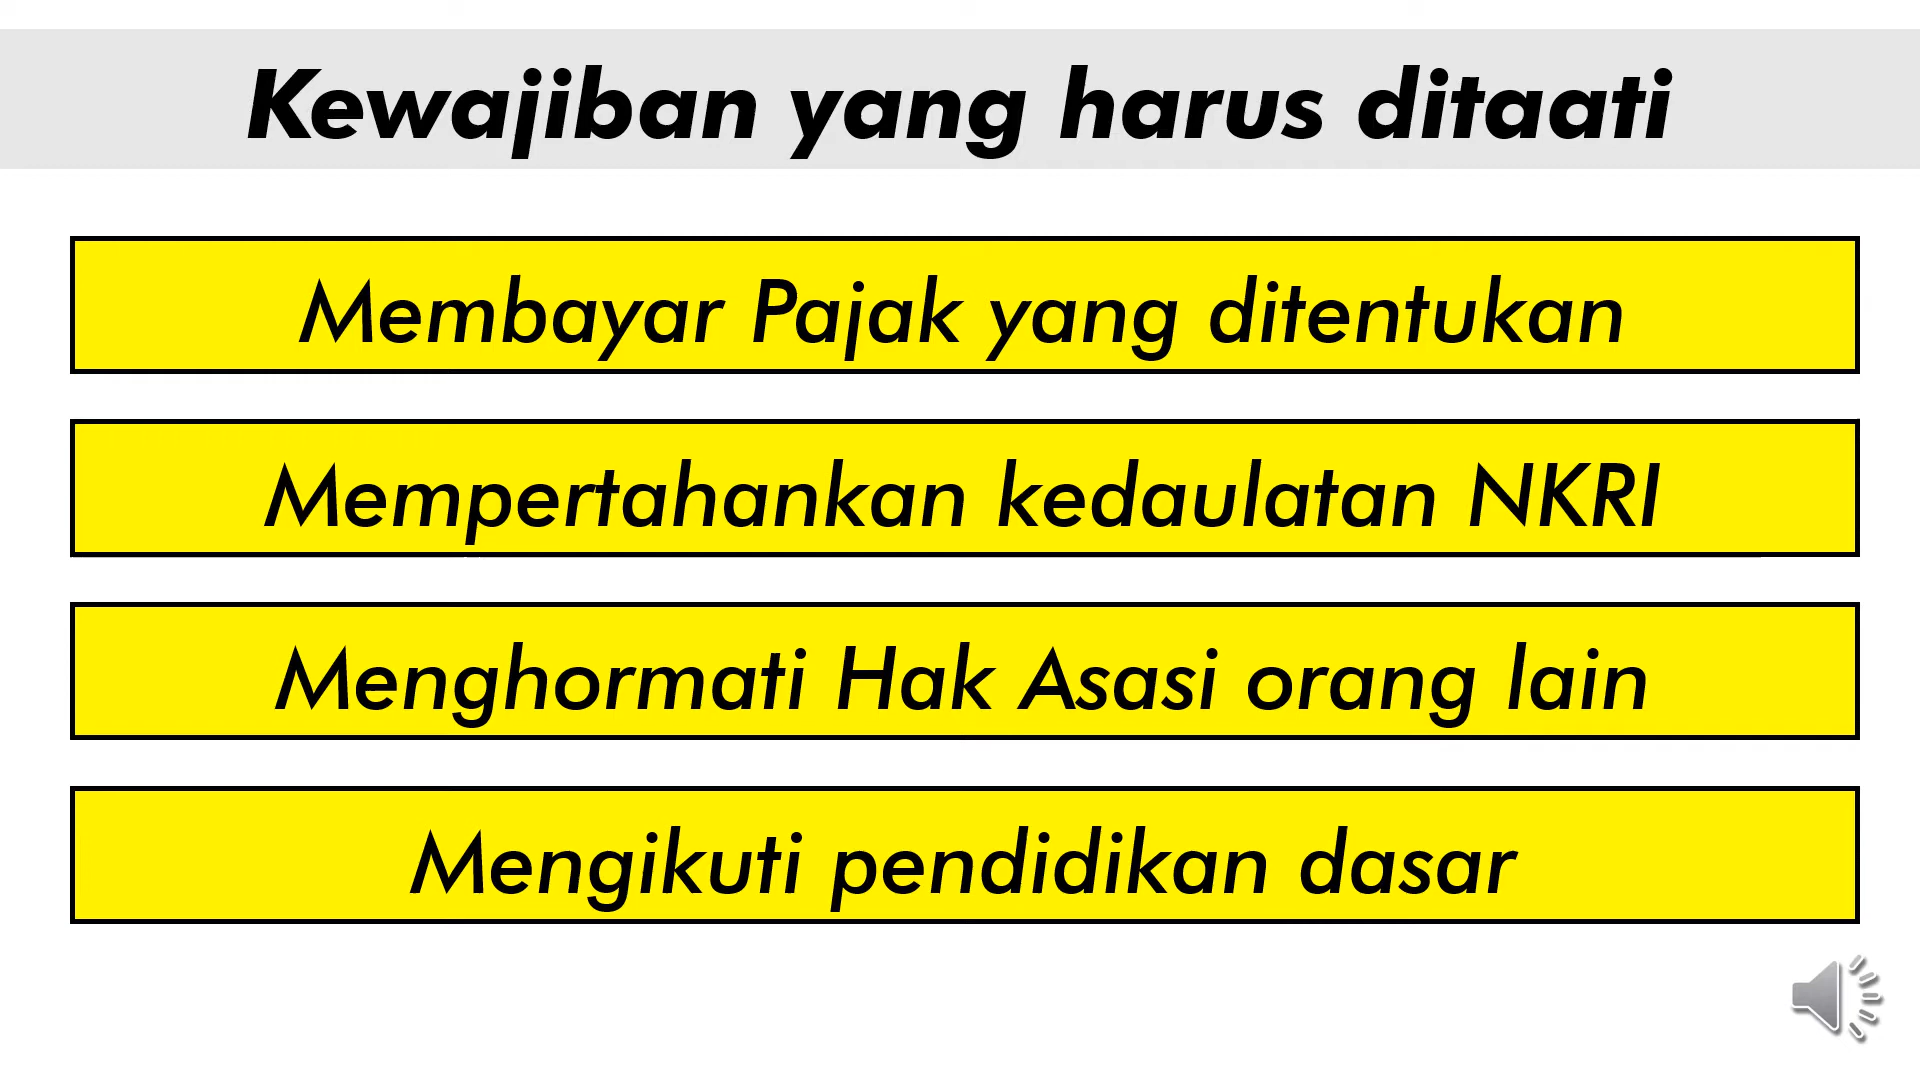 Kewajiban yang harus ditaati
Membayar Pajak yang ditentukan
Mempertahankan kedaulatan NKRI
Menghormati Hak Asasi orang lain
Mengikuti pendidikan dasar